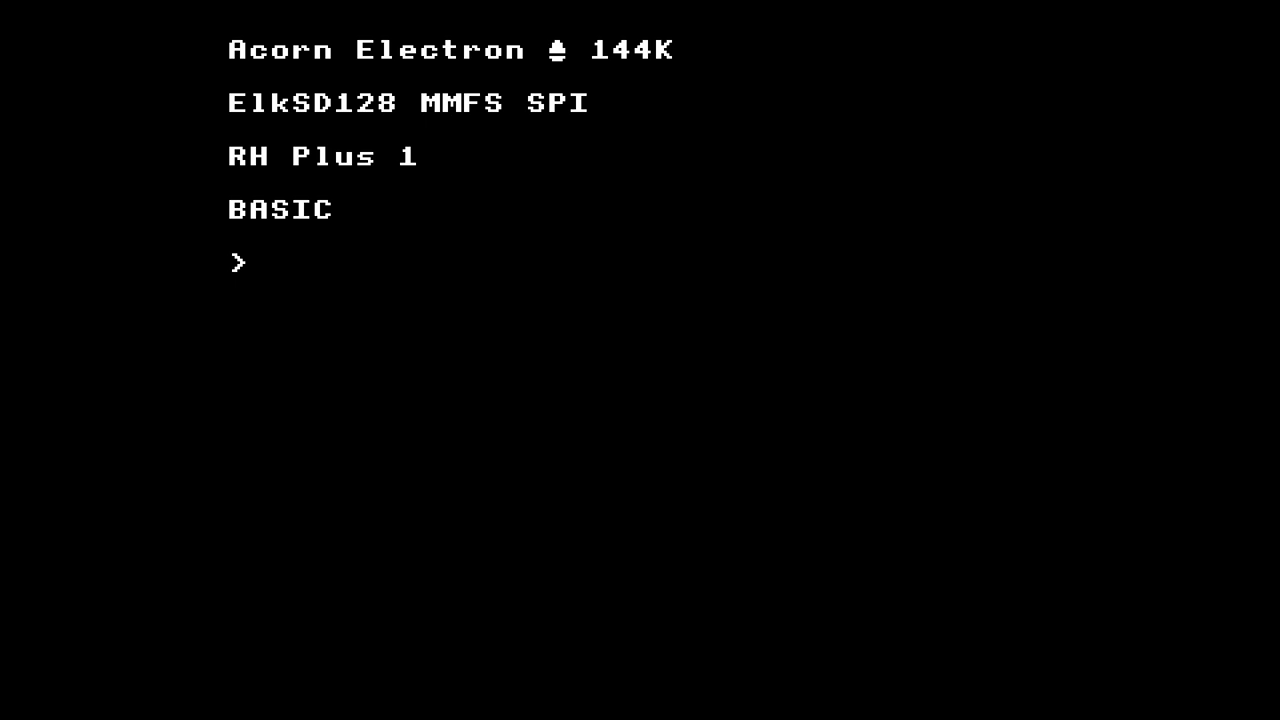 Acorn Electron 144K
ElkSD128 MMFS SPI
RH Plus 1
BASIC
>